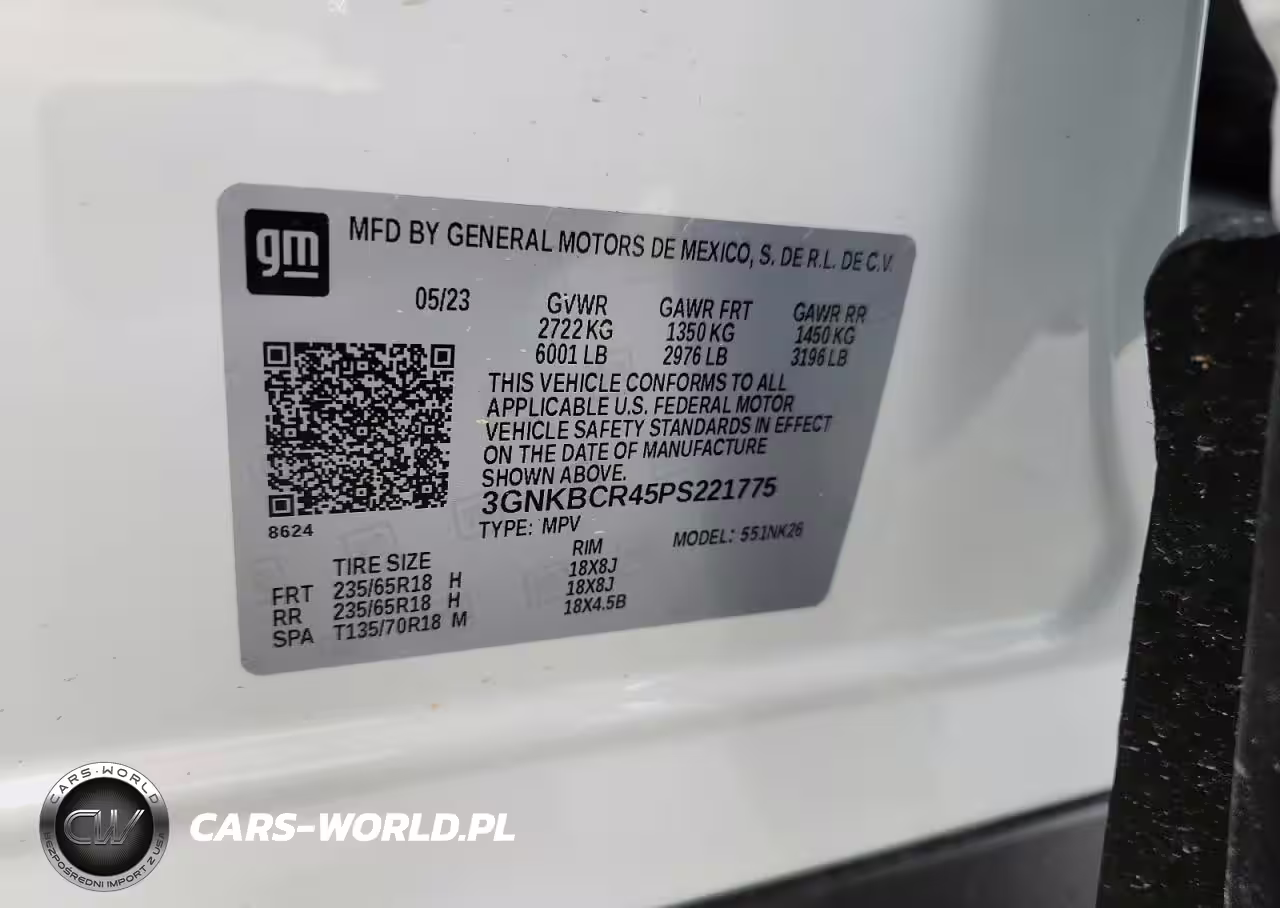 gm
MFD BY GENERAL MOTORS DE MEXICO, S. DE R.L. DE C.V.
05/23 GVWR GAWR FRT GAWR RR
2722 KG 1350 KG 1450 KG
6001 LB 2976 LB 3196 LB
THIS VEHICLE CONFORMS TO ALL
APPLICABLE U.S. FEDERAL MOTOR
VEHICLE SAFETY STANDARDS IN EFFECT
ON THE DATE OF MANUFACTURE
SHOWN ABOVE.
3GNKBCR45PS221775
8624 TYPE: MPV MODEL: 551NK26
TIRE SIZE RIM
FRT 235/65R18 H 18X8J
RR 235/65R18 H 18X8J
SPA T135/70R18 M 18X4.5B
CARS-WORLD
CW
BEZPOŚREDNI IMPORT Z USA
CARS-WORLD.PL